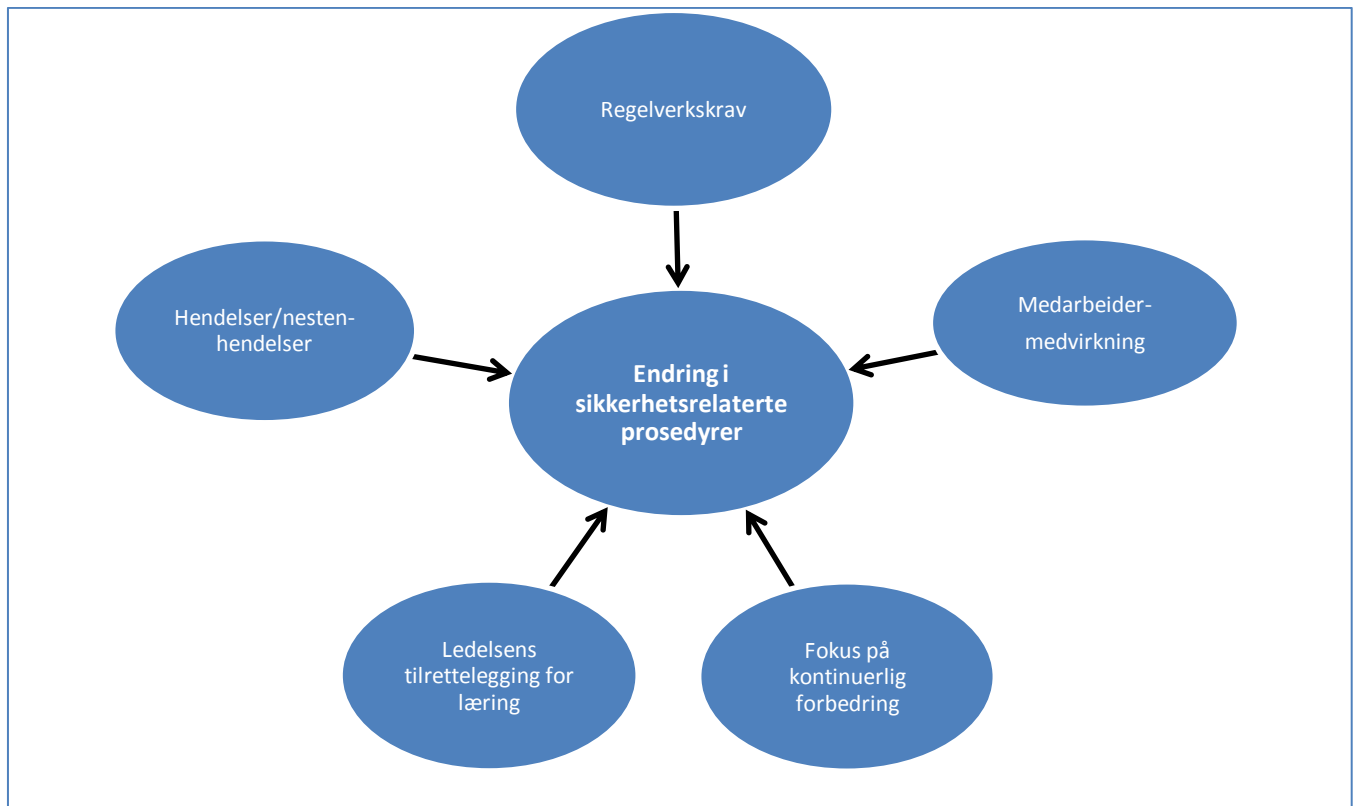 Regelverkskrav
Hendelser/nesten-
hendelser
Medarbeider-
medvirkning
Endring i
sikkerhetsrelaterte
prosedyrer
Ledelsens
tilrettelegging for
læring
Fokus på
kontinuerlig
forbedring